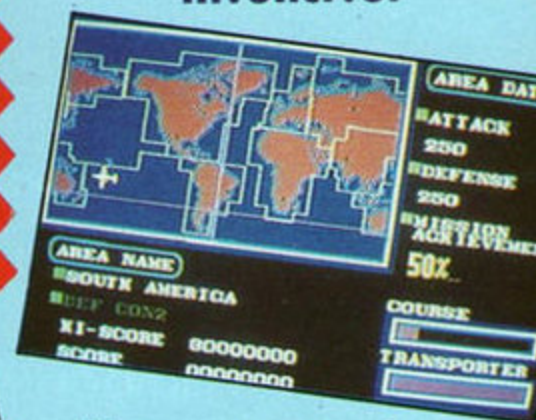 AREA DAT
ATTACK
250
DEFENSE
250
MISSION
ACHIEVEME
50%
AREA NAME
SOUTH AMERICA
DEF CON2
HI-SCORE 00000000
SCORE 00000000
COURSE
TRANSPORTER